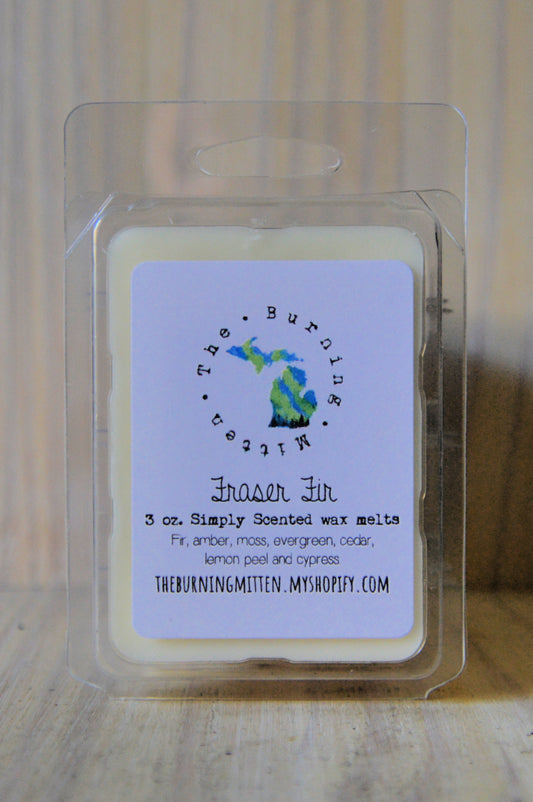 The • Burning • Mitten •
Fraser Fir
3 oz. Simply Scented wax melts
Fir, amber, moss, evergreen, cedar,
lemon peel and cypress
THEBURNINGMITTEN.MYSHOPIFY.COM